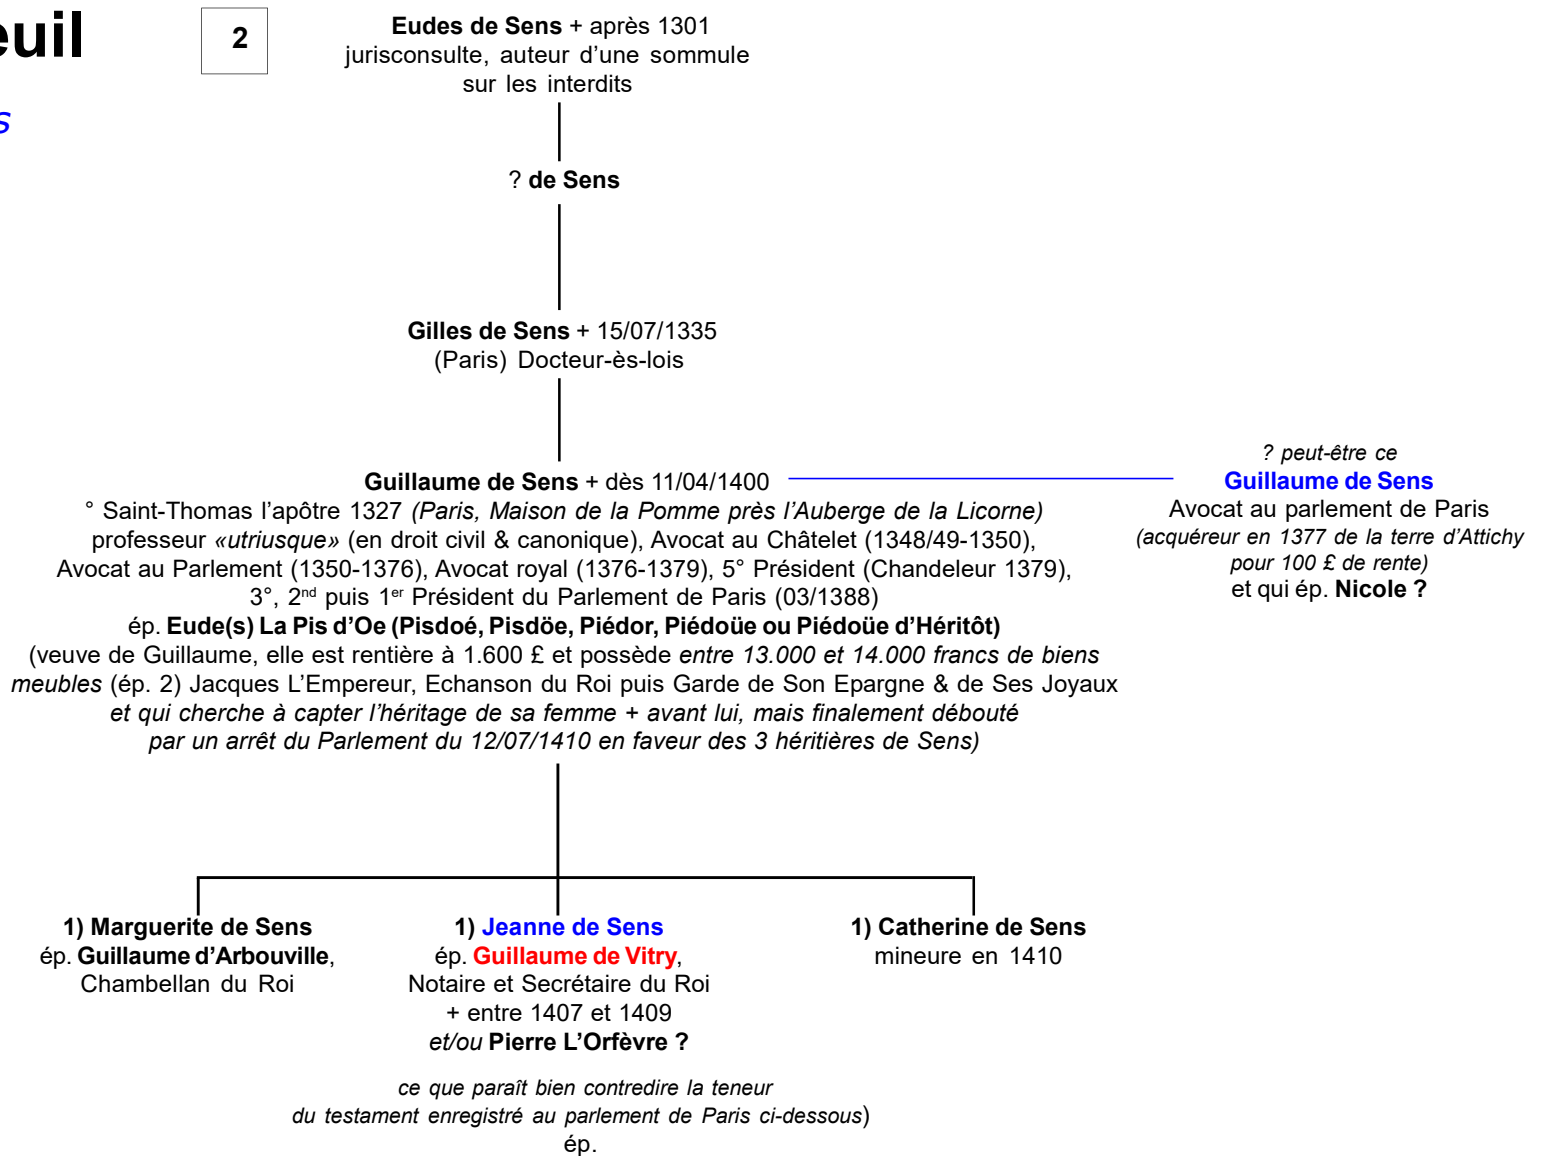 euil
2
s
Eudes de Sens + après 1301
jurisconsulte, auteur d’une sommule
sur les interdits
? de Sens
Gilles de Sens + 15/07/1335
(Paris) Docteur-ès-lois
Guillaume de Sens + dès 11/04/1400
° Saint-Thomas l’apôtre 1327 (Paris, Maison de la Pomme près l’Auberge de la Licorne)
professeur «utriusque» (en droit civil & canonique), Avocat au Châtelet (1348/49-1350),
Avocat au Parlement (1350-1376), Avocat royal (1376-1379), 5° Président (Chandeleur 1379),
3°, 2nd puis 1er Président du Parlement de Paris (03/1388)
ép. Eude(s) La Pis d’Oe (Pisdoé, Pisdöe, Piédor, Piédoüe ou Piédoüe d’Héritôt)
(veuve de Guillaume, elle est rentière à 1.600 £ et possède entre 13.000 et 14.000 francs de biens
meubles (ép. 2) Jacques L’Empereur, Echanson du Roi puis Garde de Son Epargne & de Ses Joyaux
et qui cherche à capter l’héritage de sa femme + avant lui, mais finalement débouté
par un arrêt du Parlement du 12/07/1410 en faveur des 3 héritières de Sens)
? peut-être ce
Guillaume de Sens
Avocat au parlement de Paris
(acquéreur en 1377 de la terre d’Attichy
pour 100 £ de rente)
et qui ép. Nicole ?
1) Marguerite de Sens
ép. Guillaume d’Arbouville,
Chambellan du Roi
1) Jeanne de Sens
ép. Guillaume de Vitry,
Notaire et Secrétaire du Roi
+ entre 1407 et 1409
et/ou Pierre L’Orfèvre ?
ce que paraît bien contredire la teneur
du testament enregistré au parlement de Paris ci-dessous)
ép.
1) Catherine de Sens
mineure en 1410